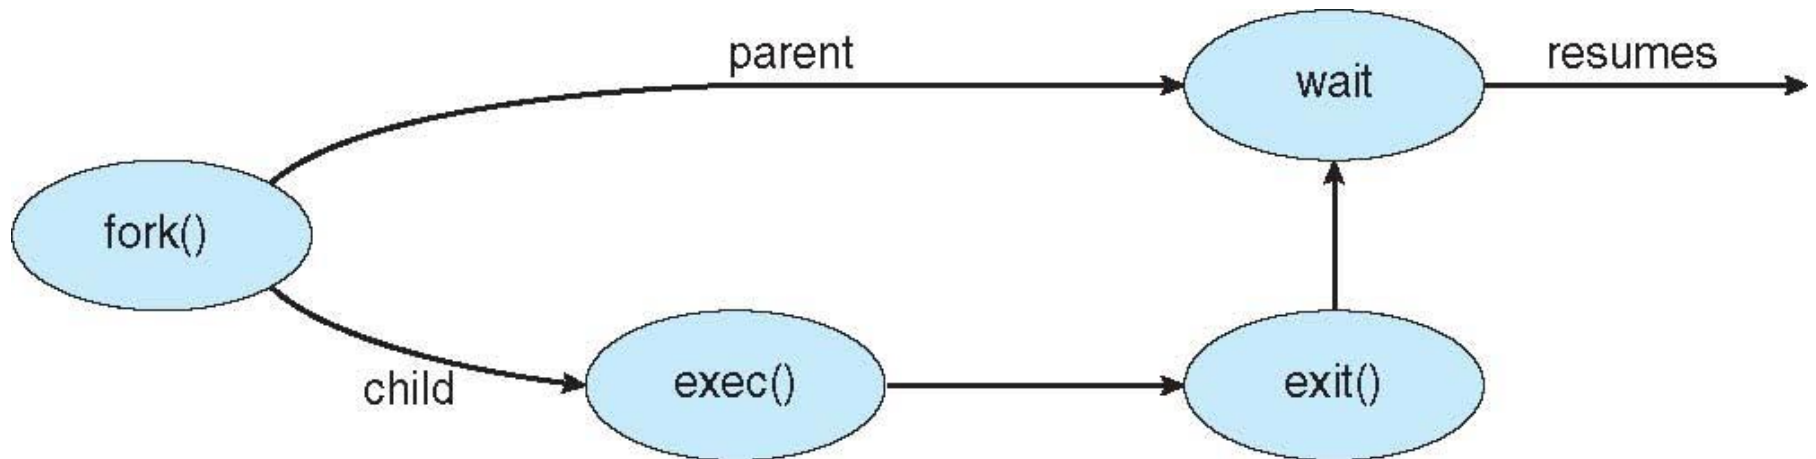 parent
resumes
wait
fork()
child
exec()
exit()